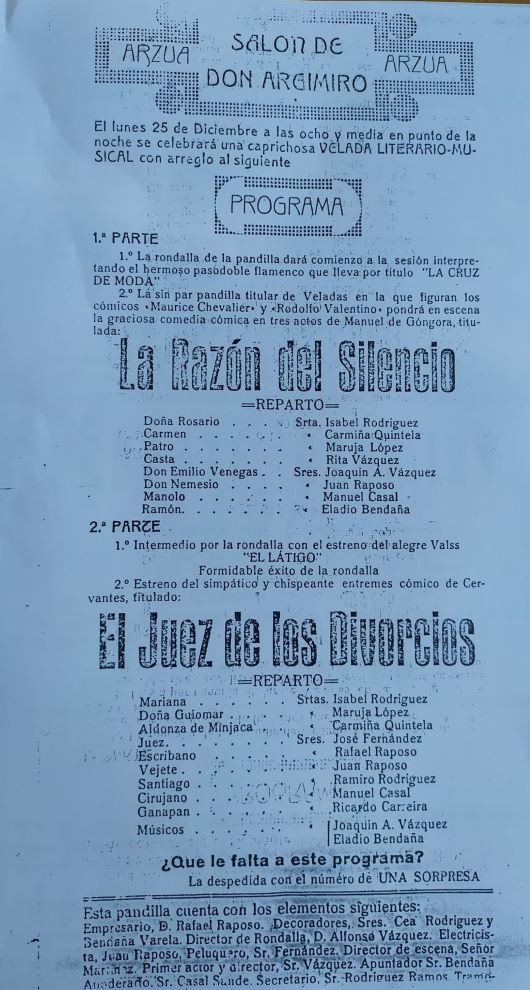 ARZUA
SALON DE
DON ARGIMIRO
ARZUA
El lunes 25 de Diciembre a las ocho y media en punto de la
noche se celebrará una caprichosa VELADA LITERARIO-MU-
SICAL con arreglo al siguiente
PROGRAMA
1.ª PARTE
1.º La rondalla de la pandilla dará comienzo a la sesión interpre-
tando el hermoso pasodoble flamenco que lleva por titulo "LA CRUZ
DE MODA"
2.º La sin par pandilla titular de Veladas en la que figuran los
cómicos «Maurice Chevalier» y «Rodolfo Valentino» pondrá en escena
la graciosa comedia cómica en tres actos de Manuel de Góngora, titu-
lada:
La Razón del Silencio
=REPARTO=
Doña Rosario . . . . Srta. Isabel Rodríguez
Carmen . . . . . . . « Carmiña Quintela
Patro . . . . . . . « Maruja López
Casta . . . . . . . « Rita Vázquez
Don Emilio Venegas . . Sres. Joaquin A. Vázquez
Don Nemesio . . . . « Juan Raposo
Manolo . . . . . . « Manuel Casal
Ramón. . . . . . . « Eladio Bendaña
2.ª PARTE
1.º Intermedio por la rondalla con el estreno del alegre Valss
"EL LÁTIGO"
Formidable éxito de la rondalla
2.º Estreno del simpático y chispeante entremes cómico de Cer-
vantes, titulado:
El Juez de los Divorcios
=REPARTO=
Mariana . . . . . . Srtas. Isabel Rodríguez
Doña Guiomar . . . . « Maruja López
Aldonza de Minjaca « Carmiña Quintela
Juez. . . . . . . Sres. José Fernández
Escribano . . . . . « Rafael Raposo
Vejete . . . . . . « Juan Raposo
Santiago . . . . . « Ramiro Rodríguez
Cirujano . . . . . « Manuel Casal
Ganapan . . . . . « Ricardo Carreira
Músicos . . . . . « Joaquin A. Vázquez
Eladio Bendaña
¿Que le falta a este programa?
La despedida con el número de UNA SORPRESA
Esta pandilla cuenta con los elementos siguientes:
Empresario, D. Rafael Raposo. Decoradores, Sres. Cea Rodríguez y
Bendaña Varela. Director de Rondalla, D. Alfonso Vázquez. Electricis-
ta, Juan Raposo, Peluquero, Sr. Fernández. Director de escena, Señor
Primer actor y director, Sr. Vázquez. Apuntador Sr. Bendaña
Apoderado, Sr. Casal Sande. Secretario, Sr. Rodríguez Ramos.